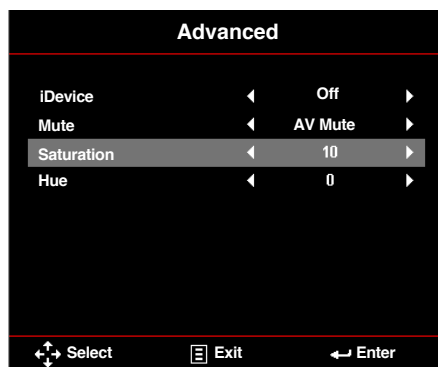 Advanced
iDevice Off
Mute AV Mute
Saturation 10
Hue 0
Select Exit Enter